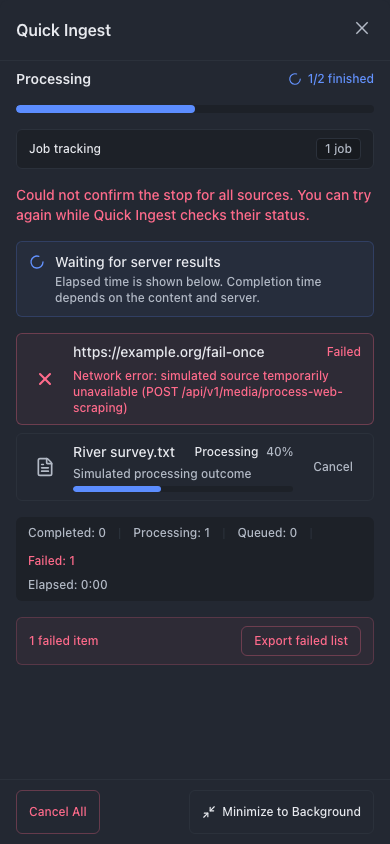 Quick Ingest
Processing
1/2 finished
Job tracking
1 job
Could not confirm the stop for all sources. You can try
again while Quick Ingest checks their status.
Waiting for server results
Elapsed time is shown below. Completion time
depends on the content and server.
https://example.org/fail-once
Failed
Network error: simulated source temporarily
unavailable (POST /api/v1/media/process-web-
scraping)
River survey.txt
Processing 40%
Simulated processing outcome
Cancel
Completed: 0
Processing: 1
Queued: 0
Failed: 1
Elapsed: 0:00
1 failed item
Export failed list
Cancel All
Minimize to Background